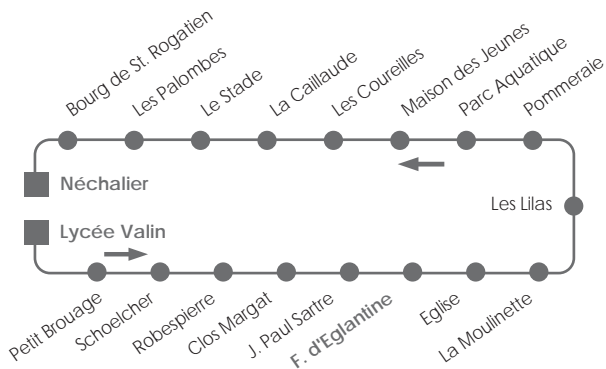 Bourg de St. Rogatien
Les Palombes
Le Stade
La Caillaude
Les Coureilles
Maison des Jeunes
Parc Aquatique
Pommeraie
Néchalier
Les Lilas
Lycée Valin
Petit Brouage
Schoelcher
Robespierre
Clos Margat
J. Paul Sartre
F. d'Eglantine
Eglise
La Moulinette